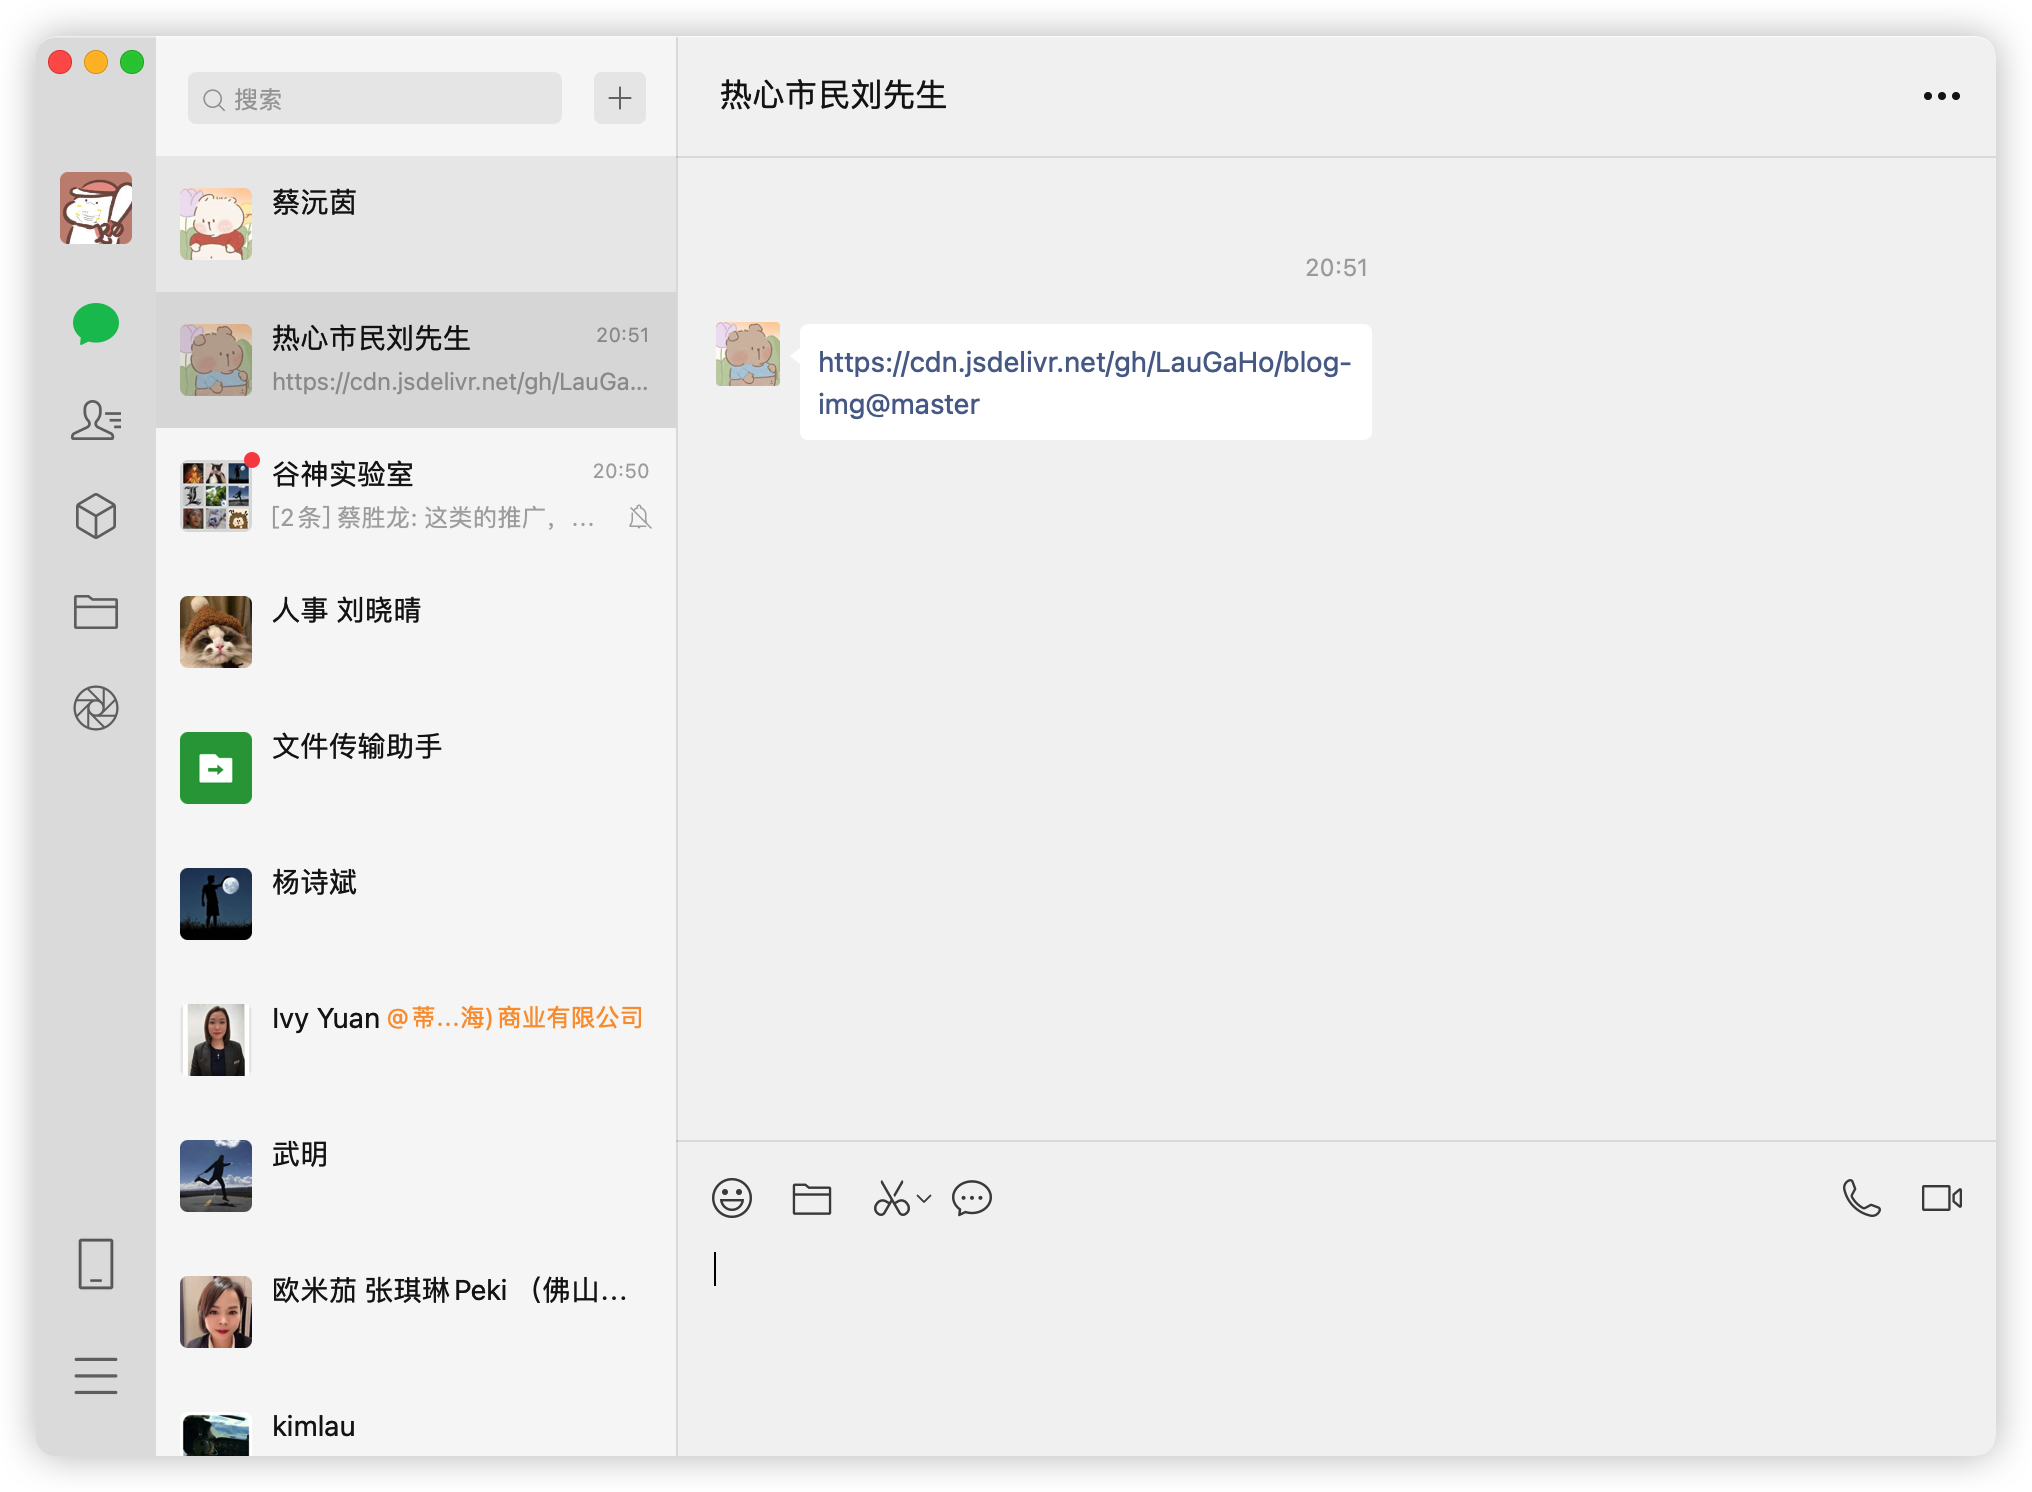 搜索
蔡沅茵
热心市民刘先生 20:51
https://cdn.jsdelivr.net/gh/LauGa...
谷神实验室 20:50
[2条] 蔡胜龙: 这类的推广，...
人事 刘晓晴
文件传输助手
杨诗斌
Ivy Yuan @蒂...海) 商业有限公司
武明
欧米茄 张琪琳Peki （佛山...
kimlau
热心市民刘先生
20:51
https://cdn.jsdelivr.net/gh/LauGaHo/blog-
img@master